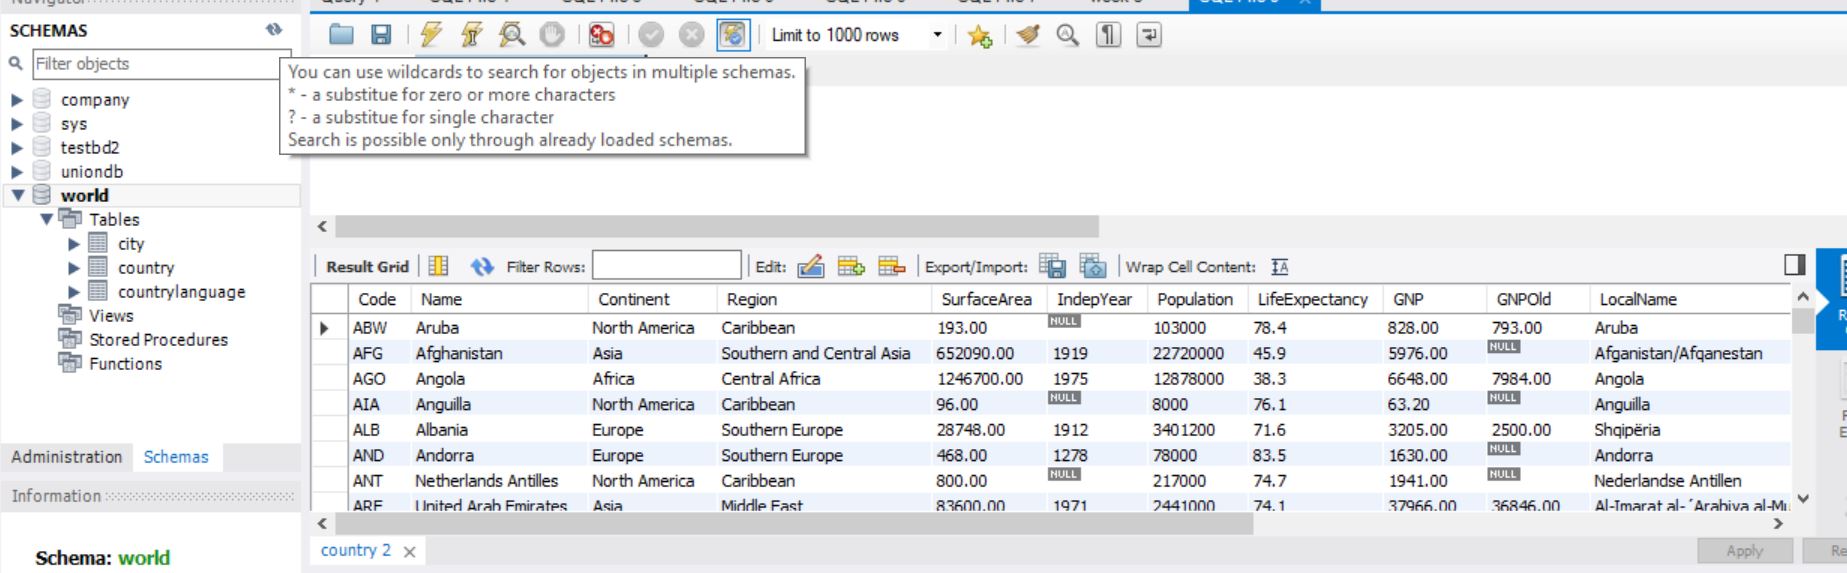 SCHEMAS
Filter objects
company
sys
testbd2
uniondb
world
Tables
city
country
countrylanguage
Views
Stored Procedures
Functions
Administration Schemas
Information
Schema: world
Limit to 1000 rows
You can use wildcards to search for objects in multiple schemas.
* - a substitue for zero or more characters
? - a substitue for single character
Search is possible only through already loaded schemas.
Result Grid Filter Rows: Edit: Export/Import: Wrap Cell Content:
Code Name Continent Region SurfaceArea IndepYear Population LifeExpectancy GNP GNPOld LocalName
ABW Aruba North America Caribbean 193.00 NULL 103000 78.4 828.00 793.00 Aruba
AFG Afghanistan Asia Southern and Central Asia 652090.00 1919 22720000 45.9 5976.00 NULL Afganistan/Afqanestan
AGO Angola Africa Central Africa 1246700.00 1975 12878000 38.3 6648.00 7984.00 Angola
AIA Anguilla North America Caribbean 96.00 NULL 8000 76.1 63.20 NULL Anguilla
ALB Albania Europe Southern Europe 28748.00 1912 3401200 71.6 3205.00 2500.00 Shqipëria
AND Andorra Europe Southern Europe 468.00 1278 78000 83.5 1630.00 NULL Andorra
ANT Netherlands Antilles North America Caribbean 800.00 NULL 217000 74.7 1941.00 NULL Nederlandse Antillen
ARE United Arab Emirates Asia Middle East 83600.00 1971 2441000 74.1 37966.00 36846.00 Al-Imarat al-´Arabiya al-Mu
country 2
Apply Re